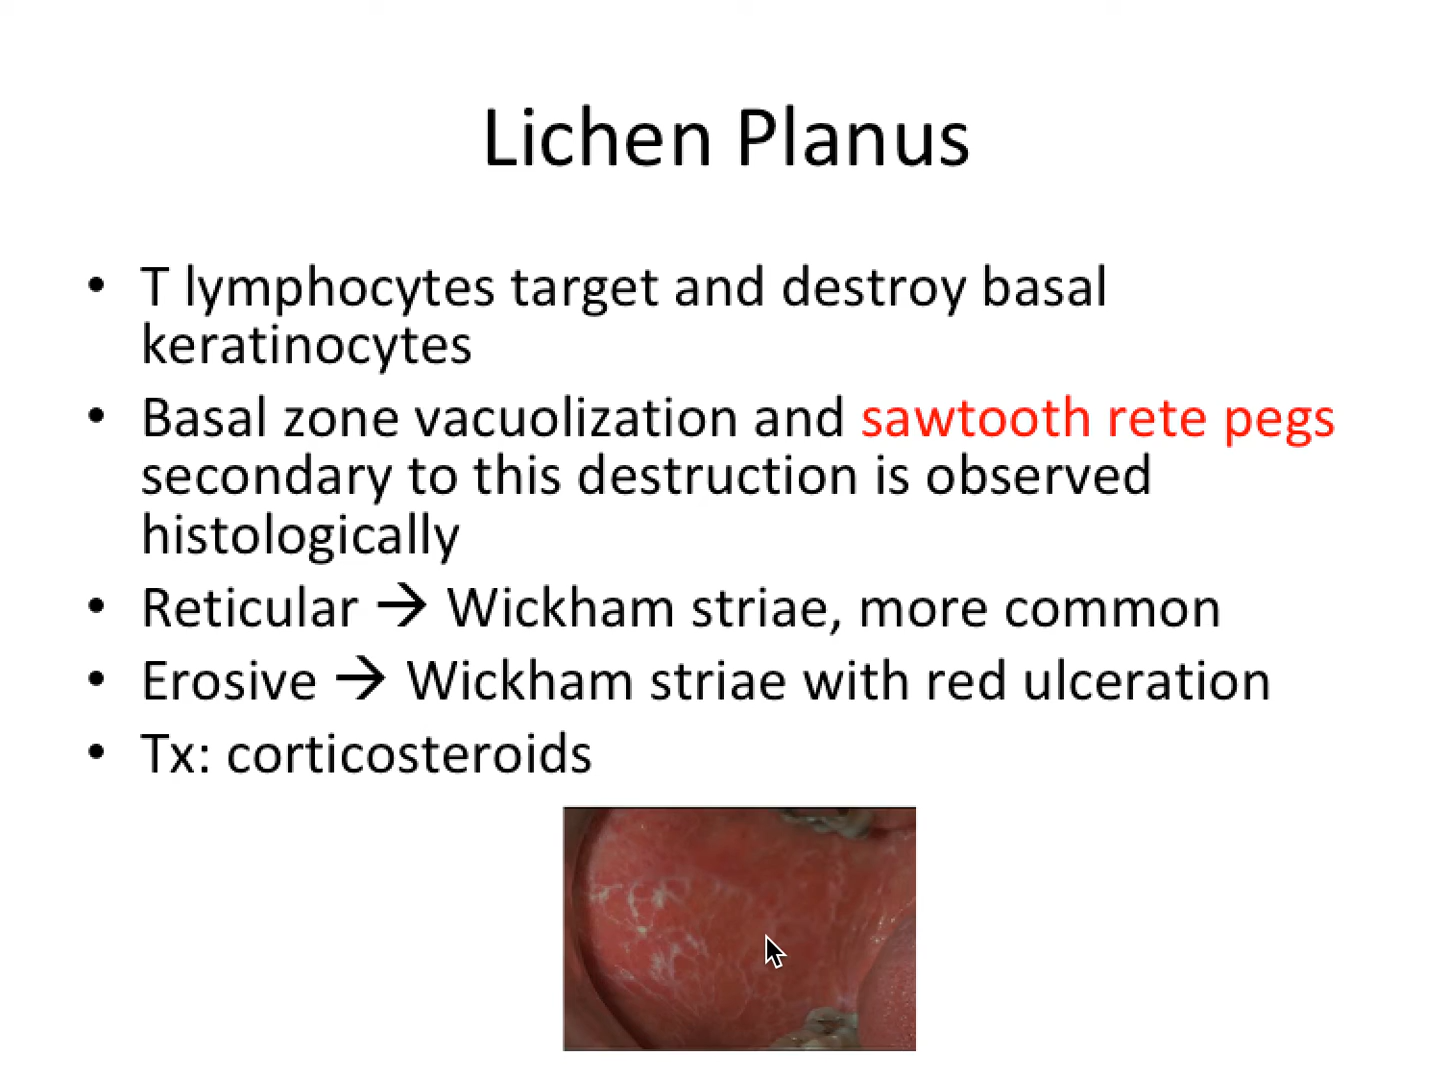 Lichen Planus
• T lymphocytes target and destroy basal
keratinocytes
• Basal zone vacuolization and sawtooth rete pegs
secondary to this destruction is observed
histologically
• Reticular → Wickham striae, more common
• Erosive → Wickham striae with red ulceration
• Tx: corticosteroids